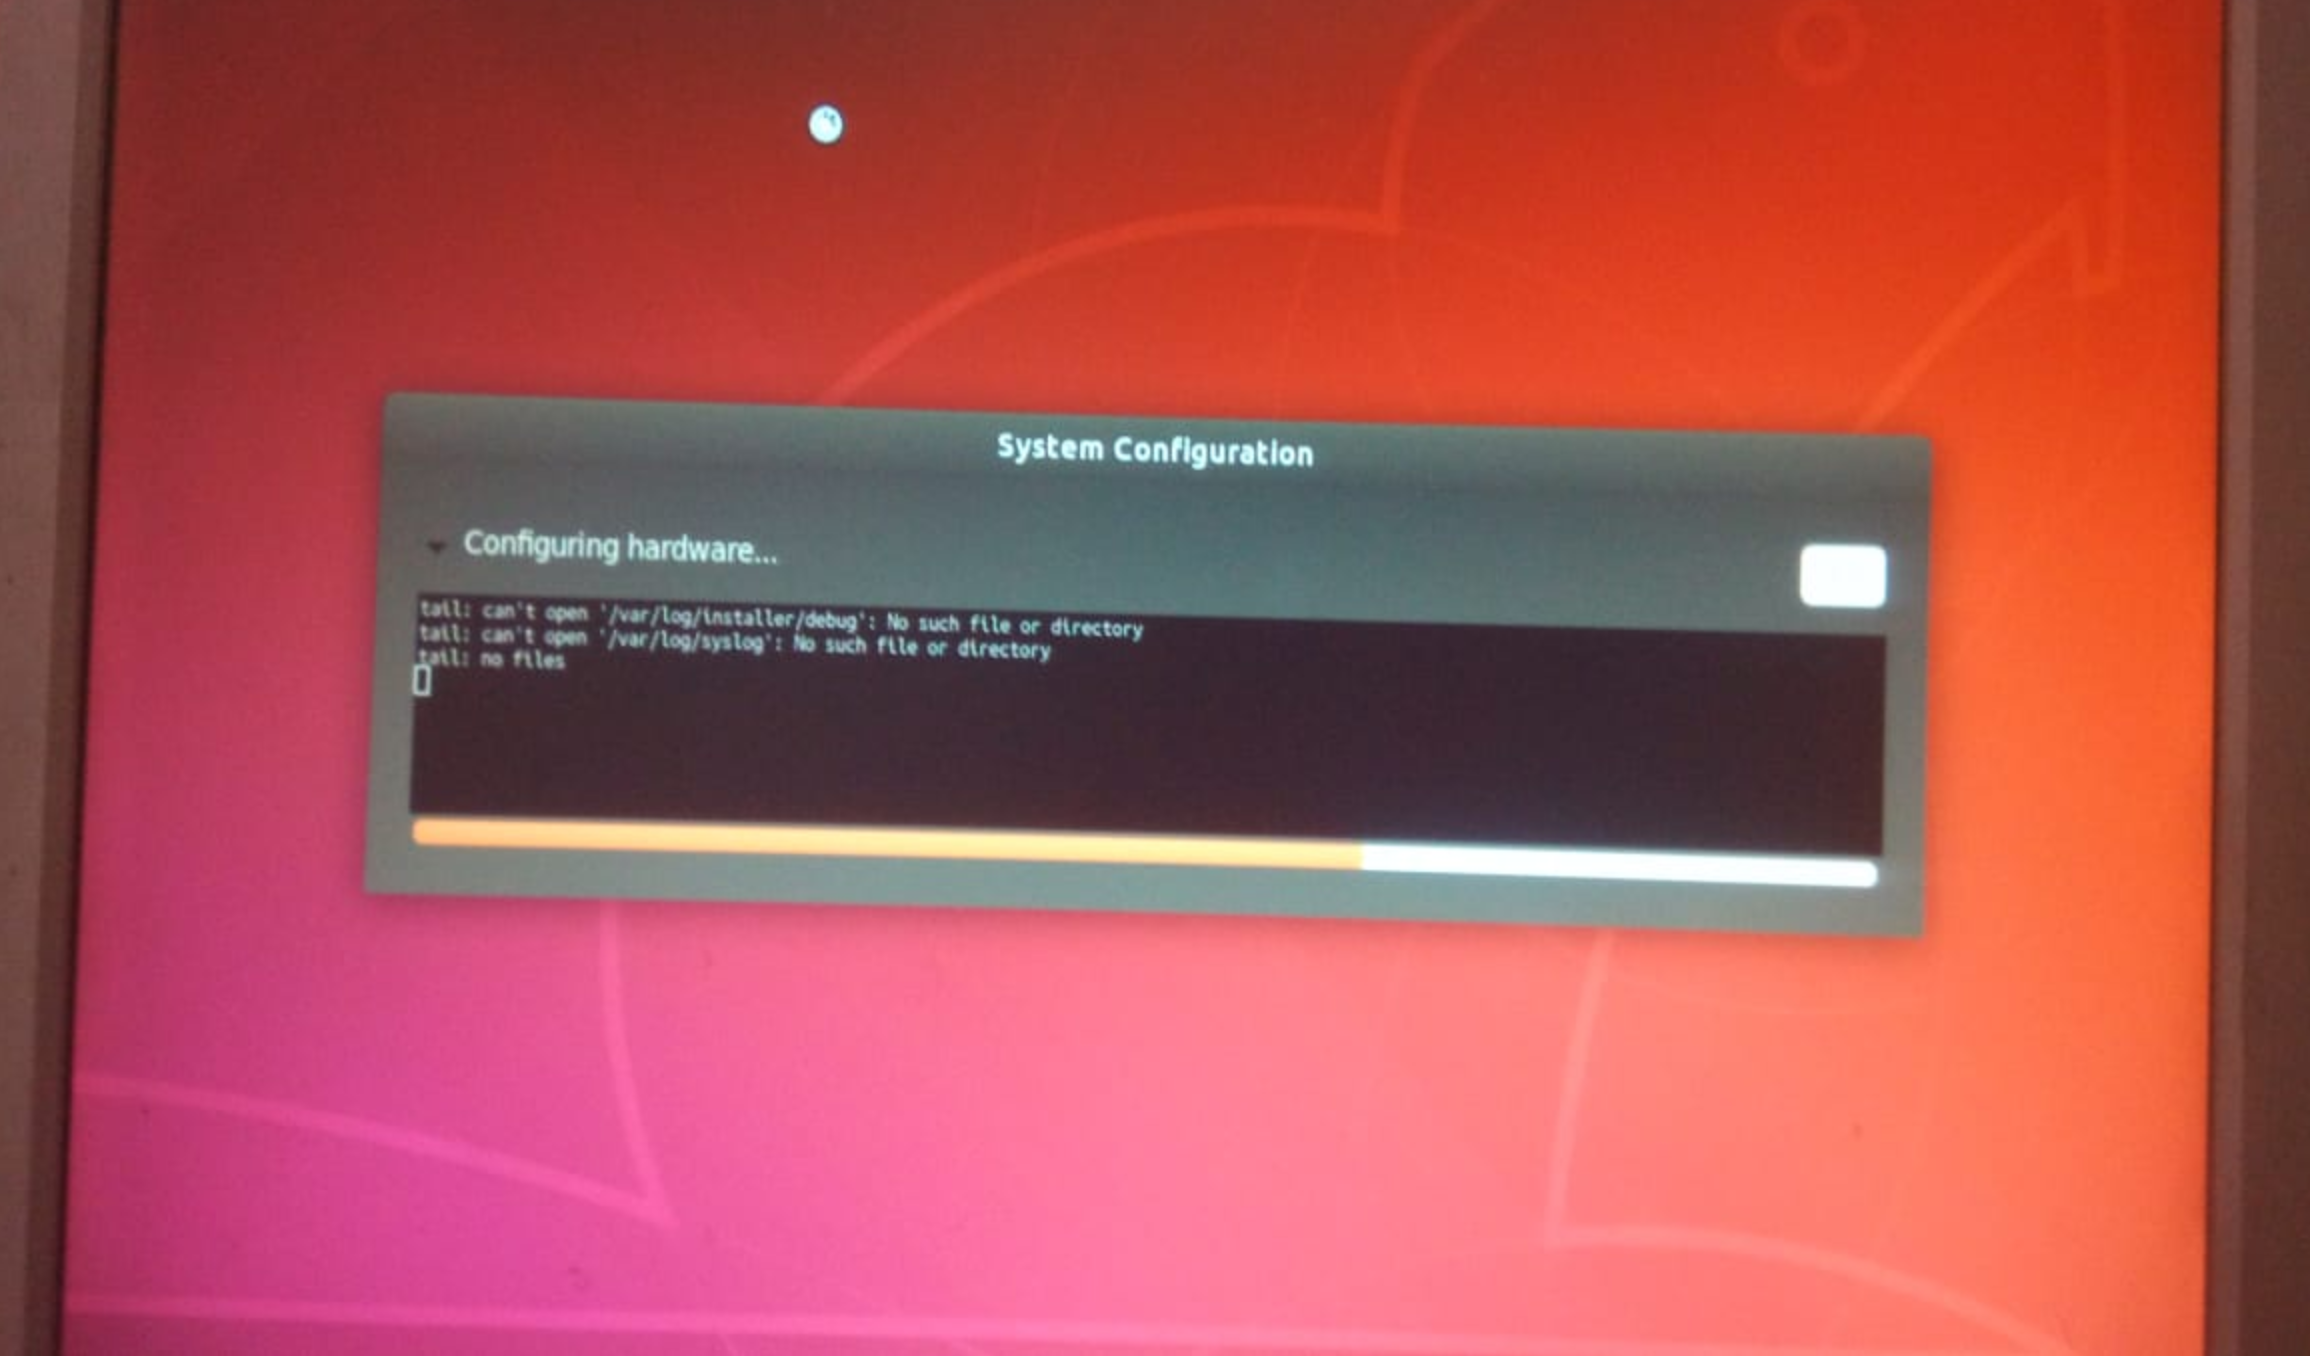 System Configuration
Configuring hardware...
tail: can't open '/var/log/installer/debug': No such file or directory
tail: can't open '/var/log/syslog': No such file or directory
tail: no files